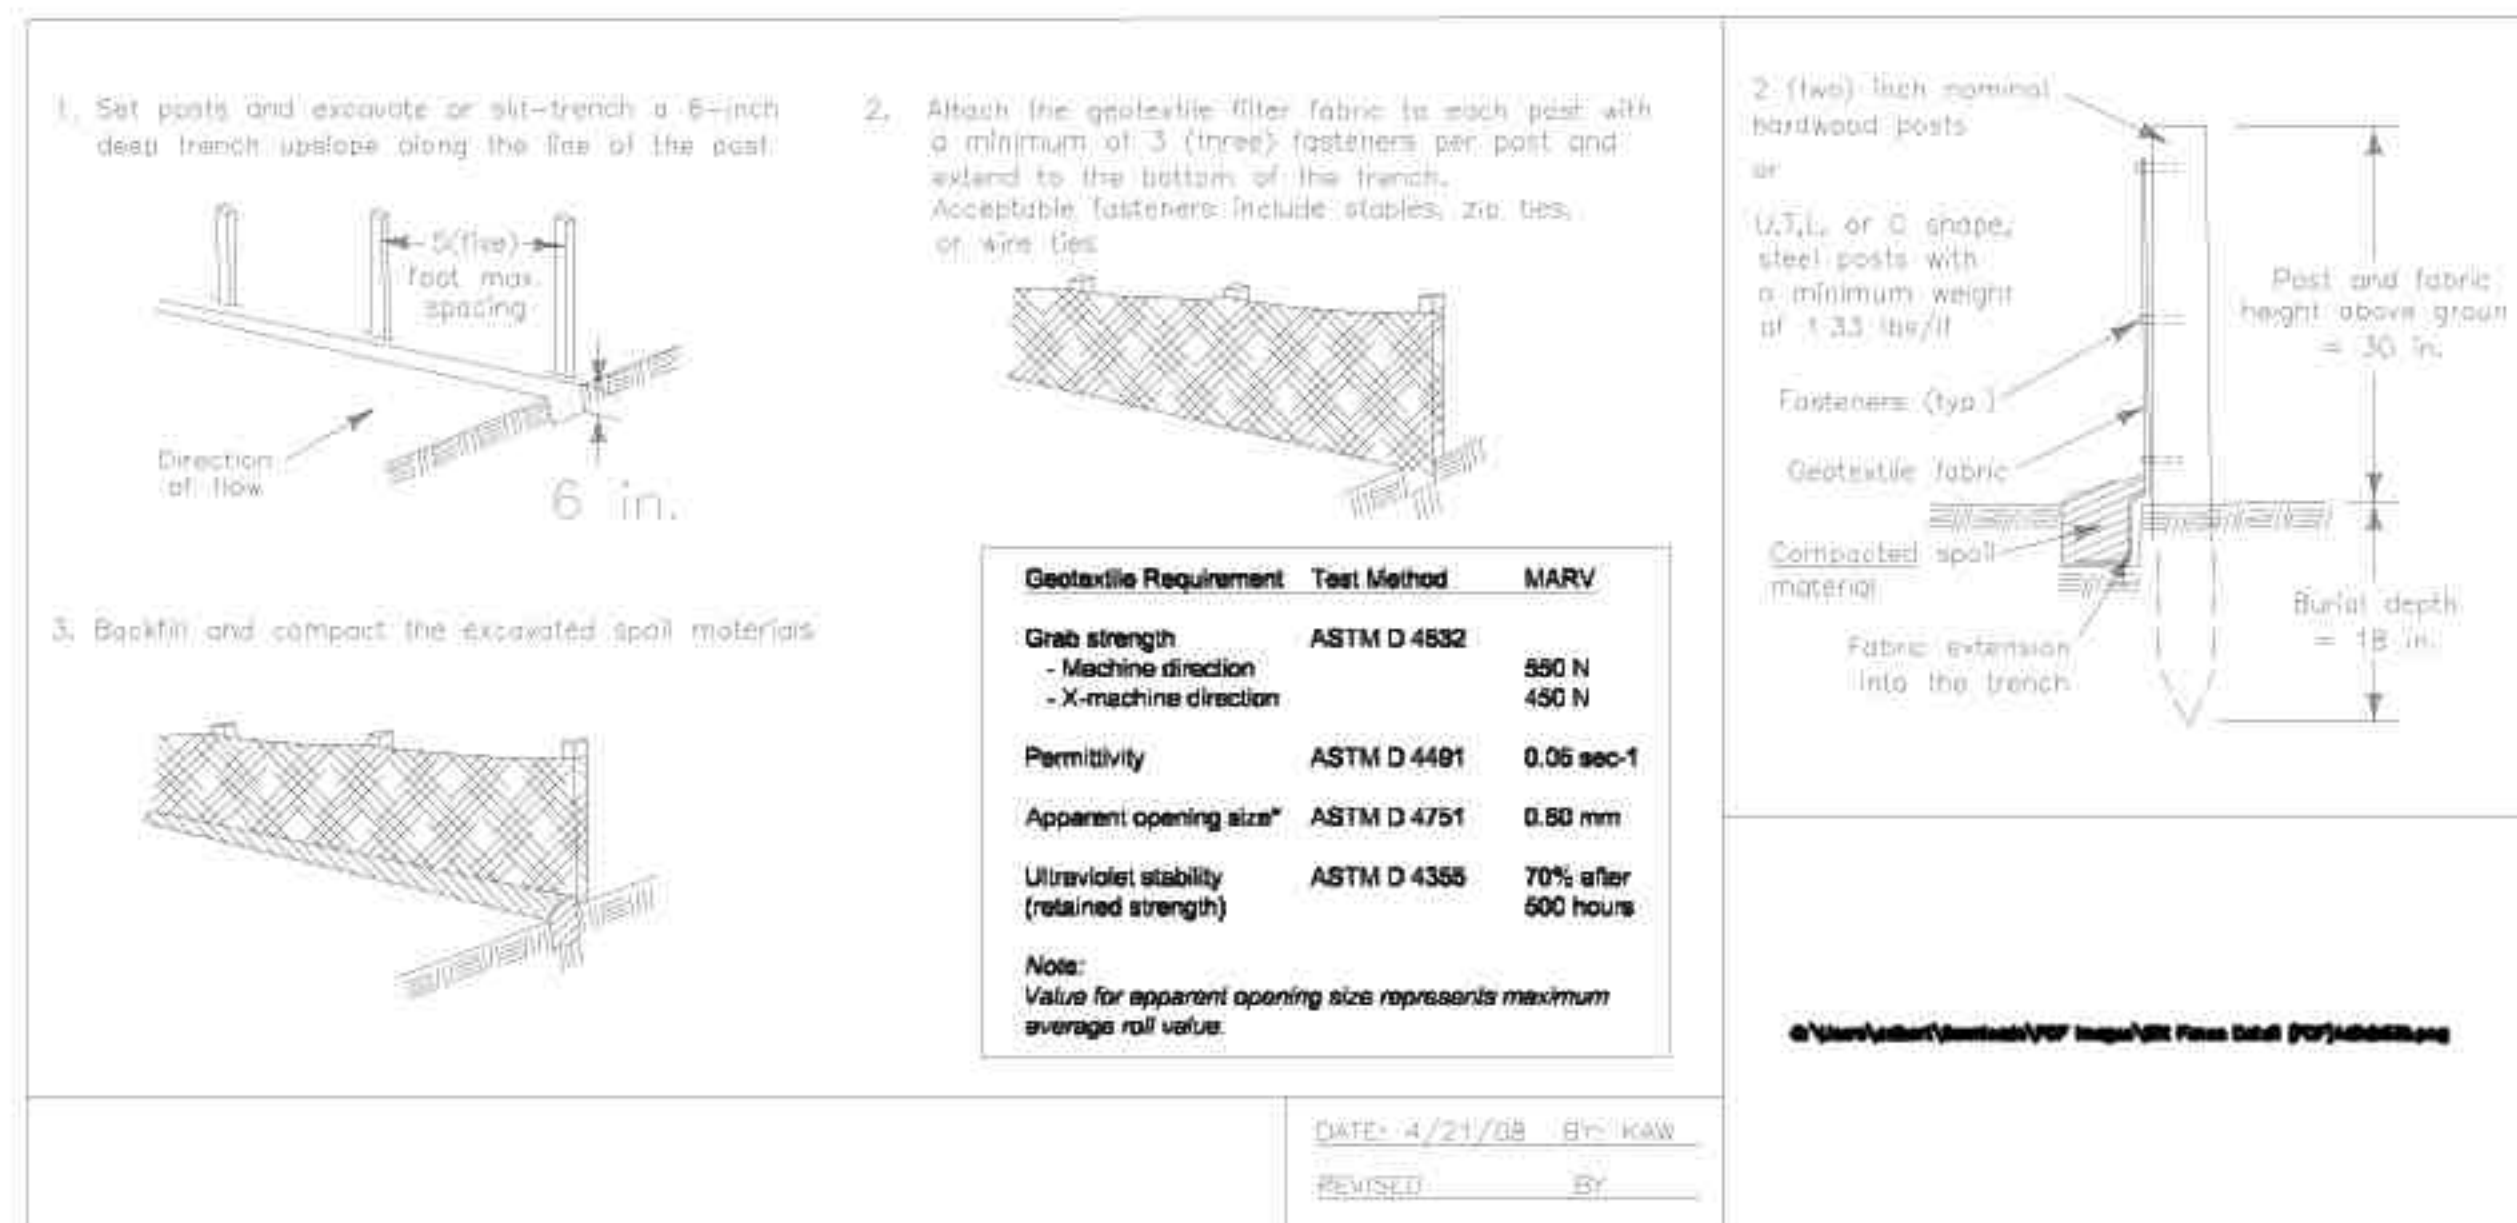 1. Set posts and excavate or slit-trench a 6-inch
deep trench upslope along the line of the post.
5(five)
foot max.
spacing
Direction
of flow
6 in.
2. Attach the geotextile filter fabric to each post with
a minimum of 3 (three) fasteners per post and
extend to the bottom of the trench.
Acceptable fasteners include staples, zip ties,
or wire ties
3. Backfill and compact the excavated spoil materials
Geotextile Requirement Test Method MARV
Grab strength ASTM D 4632
- Machine direction 550 N
- X-machine direction 450 N
Permittivity ASTM D 4491 0.05 sec-1
Apparent opening size* ASTM D 4751 0.60 mm
Ultraviolet stability ASTM D 4355 70% after
(retained strength) 500 hours
Note:
Value for apparent opening size represents maximum
average roll value.
DATE: 4/21/08 BY: KAW
REVISED BY
2 (two) inch nominal
hardwood posts
or
U,T,L, or C shape,
steel posts with
a minimum weight
of 1.33 lbs/lf
Fasteners (typ.)
Geotextile fabric
Compacted spoil
material
Fabric extension
into the trench
Post and fabric
height above groun
= 30 in.
Burial depth
= 18 in.